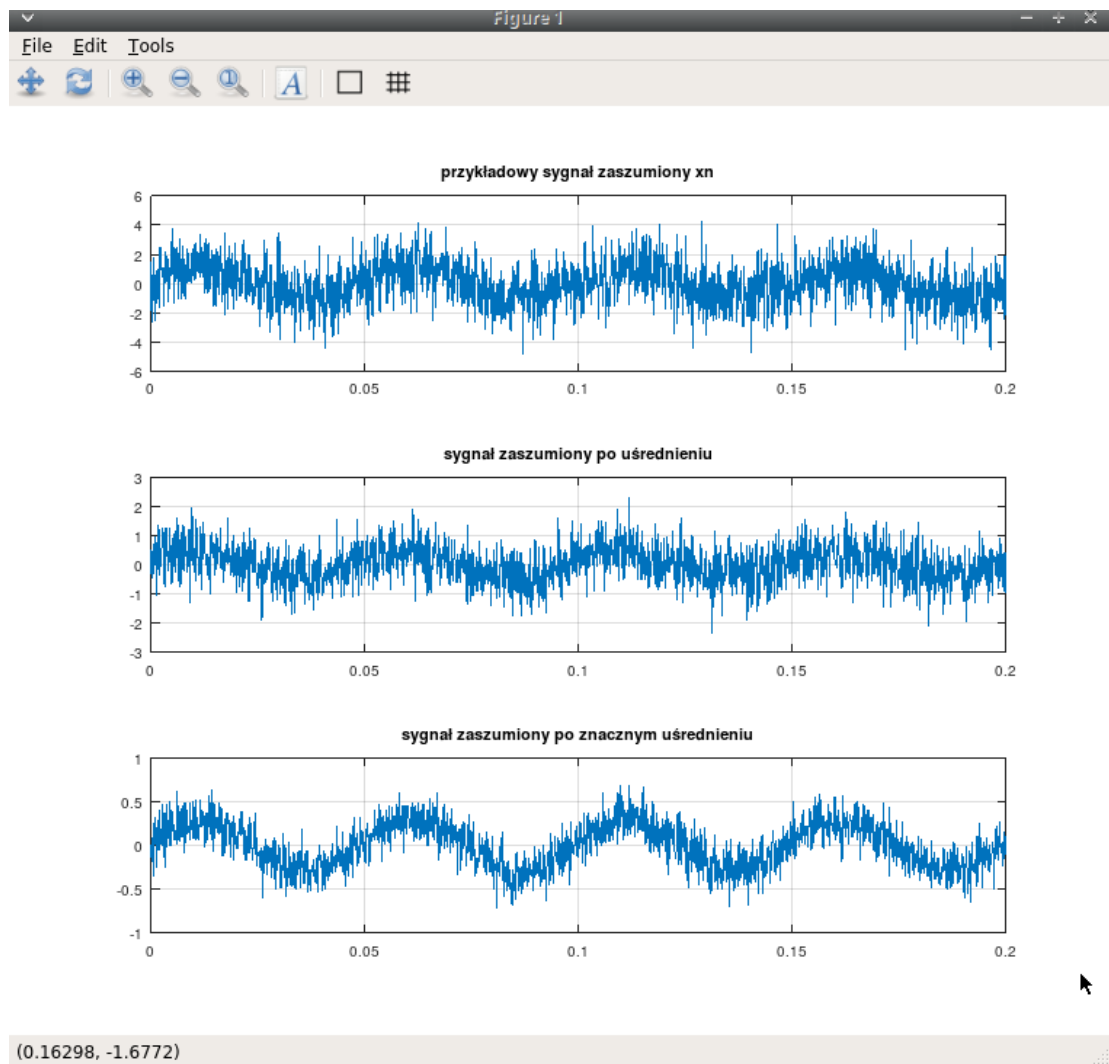 Figure 1
File Edit Tools
A
przykładowy sygnał zaszumiony xn
6
4
2
0
-2
-4
-6
0 0.05 0.1 0.15 0.2
sygnał zaszumiony po uśrednieniu
3
2
1
0
-1
-2
-3
0 0.05 0.1 0.15 0.2
sygnał zaszumiony po znacznym uśrednieniu
1
0.5
0
-0.5
-1
0 0.05 0.1 0.15 0.2
(0.16298, -1.6772)